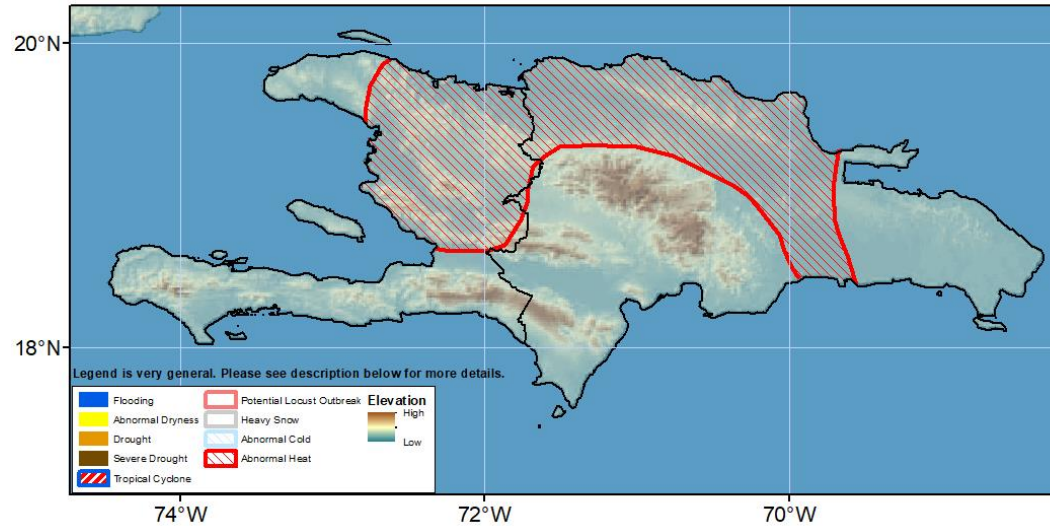 20°N
18°N
Legend is very general. Please see description below for more details.
Flooding
Abnormal Dryness
Drought
Severe Drought
Tropical Cyclone
Potential Locust Outbreak
Heavy Snow
Abnormal Cold
Abnormal Heat
Elevation
High
Low
74°W
72°W
70°W